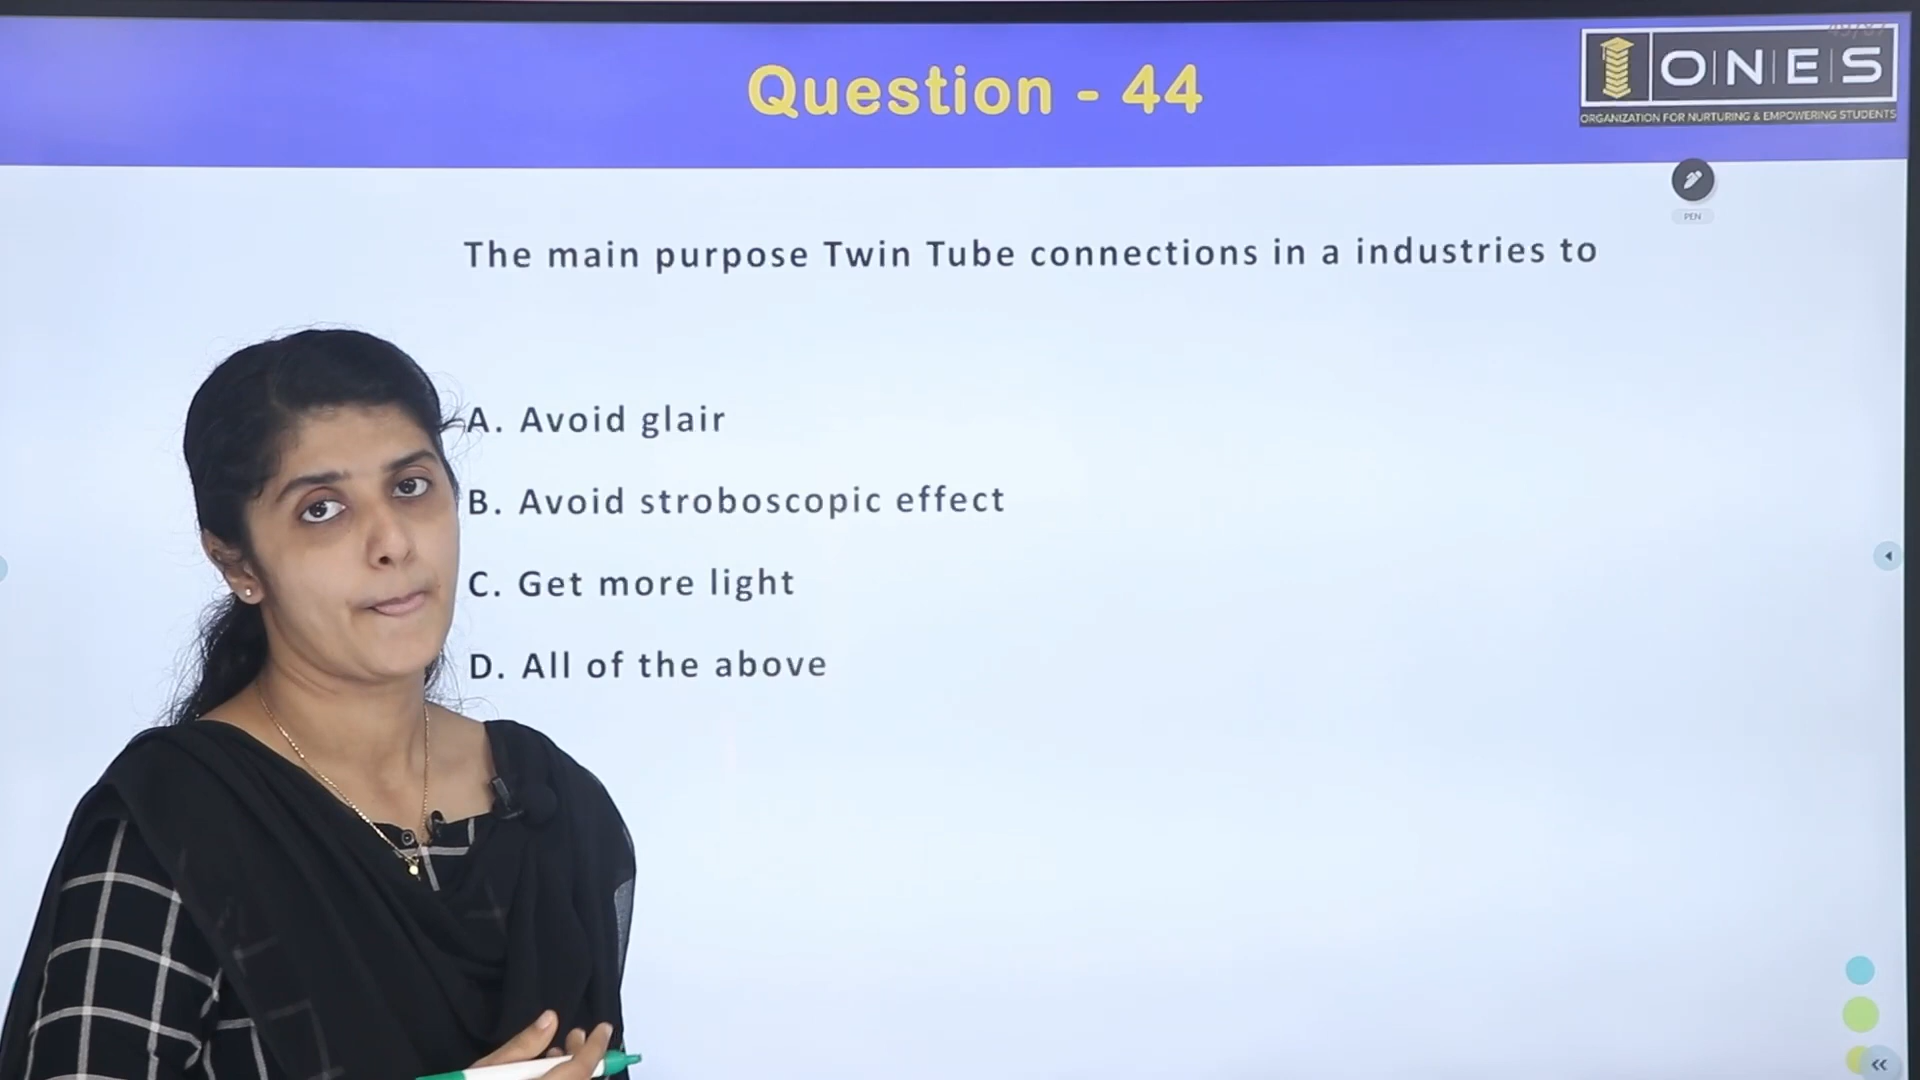 Question - 44
O|N|E|S
ORGANIZATION FOR NURTURING & EMPOWERING STUDENTS
PEN
The main purpose Twin Tube connections in a industries to
A. Avoid glair
B. Avoid stroboscopic effect
C. Get more light
D. All of the above